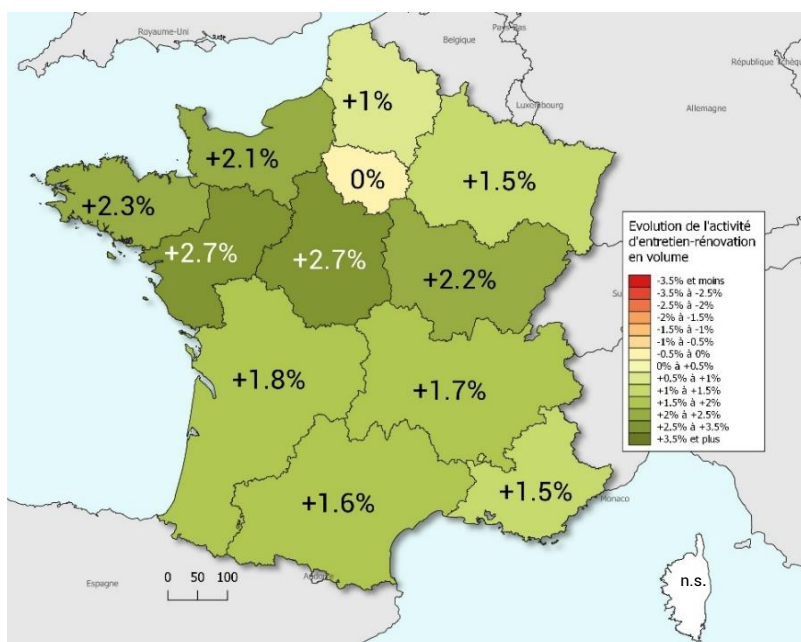 Royaume-Uni
Pays-Bas
Belgique
République Tchèque
Luxembourg
Allemagne
+1%
+2.1%
0%
+1.5%
+2.3%
+2.7%
+2.7%
+2.2%
+1.8%
+1.7%
+1.6%
+1.5%
Monaco
Espagne
Andorre
n.s.
0 50 100
Evolution de l'activité
d'entretien-rénovation
en volume
-3.5% et moins
-3.5% à -2.5%
-2.5% à -2%
-2% à -1.5%
-1.5% à -1%
-1% à -0.5%
-0.5% à 0%
0% à +0.5%
+0.5% à +1%
+1% à +1.5%
+1.5% à +2%
+2% à +2.5%
+2.5% à +3.5%
+3.5% et plus